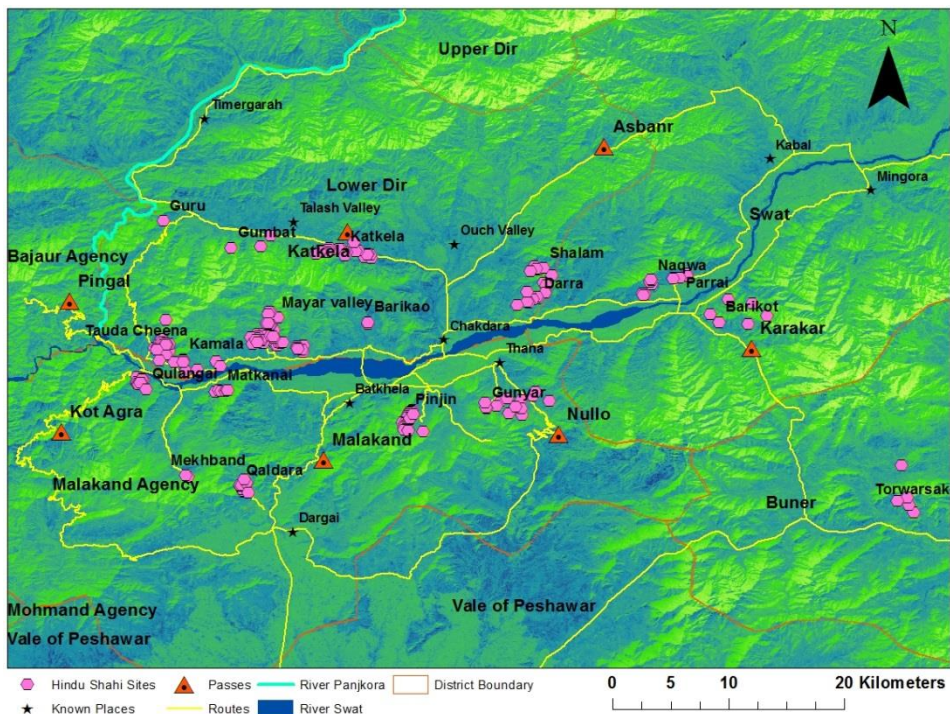 Upper Dir
N
Timergarah
Asbanr
Kabal
Mingora
Lower Dir
Guru
Talash Valley
Swat
Gumbat
Katkela
Ouch Valley
Katkela
Bajaur Agency
Shalam
Nagwa
Pingal
Darra
Parrai
Mayar valley
Barikao
Barikot
Tauda Cheena
Kamala
Chakdara
Karakar
Thana
Qulangai
Matkanai
Batkhela
Pinjin
Gunyar
Kot Agra
Malakand
Nullo
Mekhband
Qaldara
Malakand Agency
Torwarsak
Buner
Dargai
Mohmand Agency
Vale of Peshawar
Vale of Peshawar
Hindu Shahi Sites
Passes
River Panjkora
District Boundary
0 5 10 20 Kilometers
Known Places
Routes
River Swat